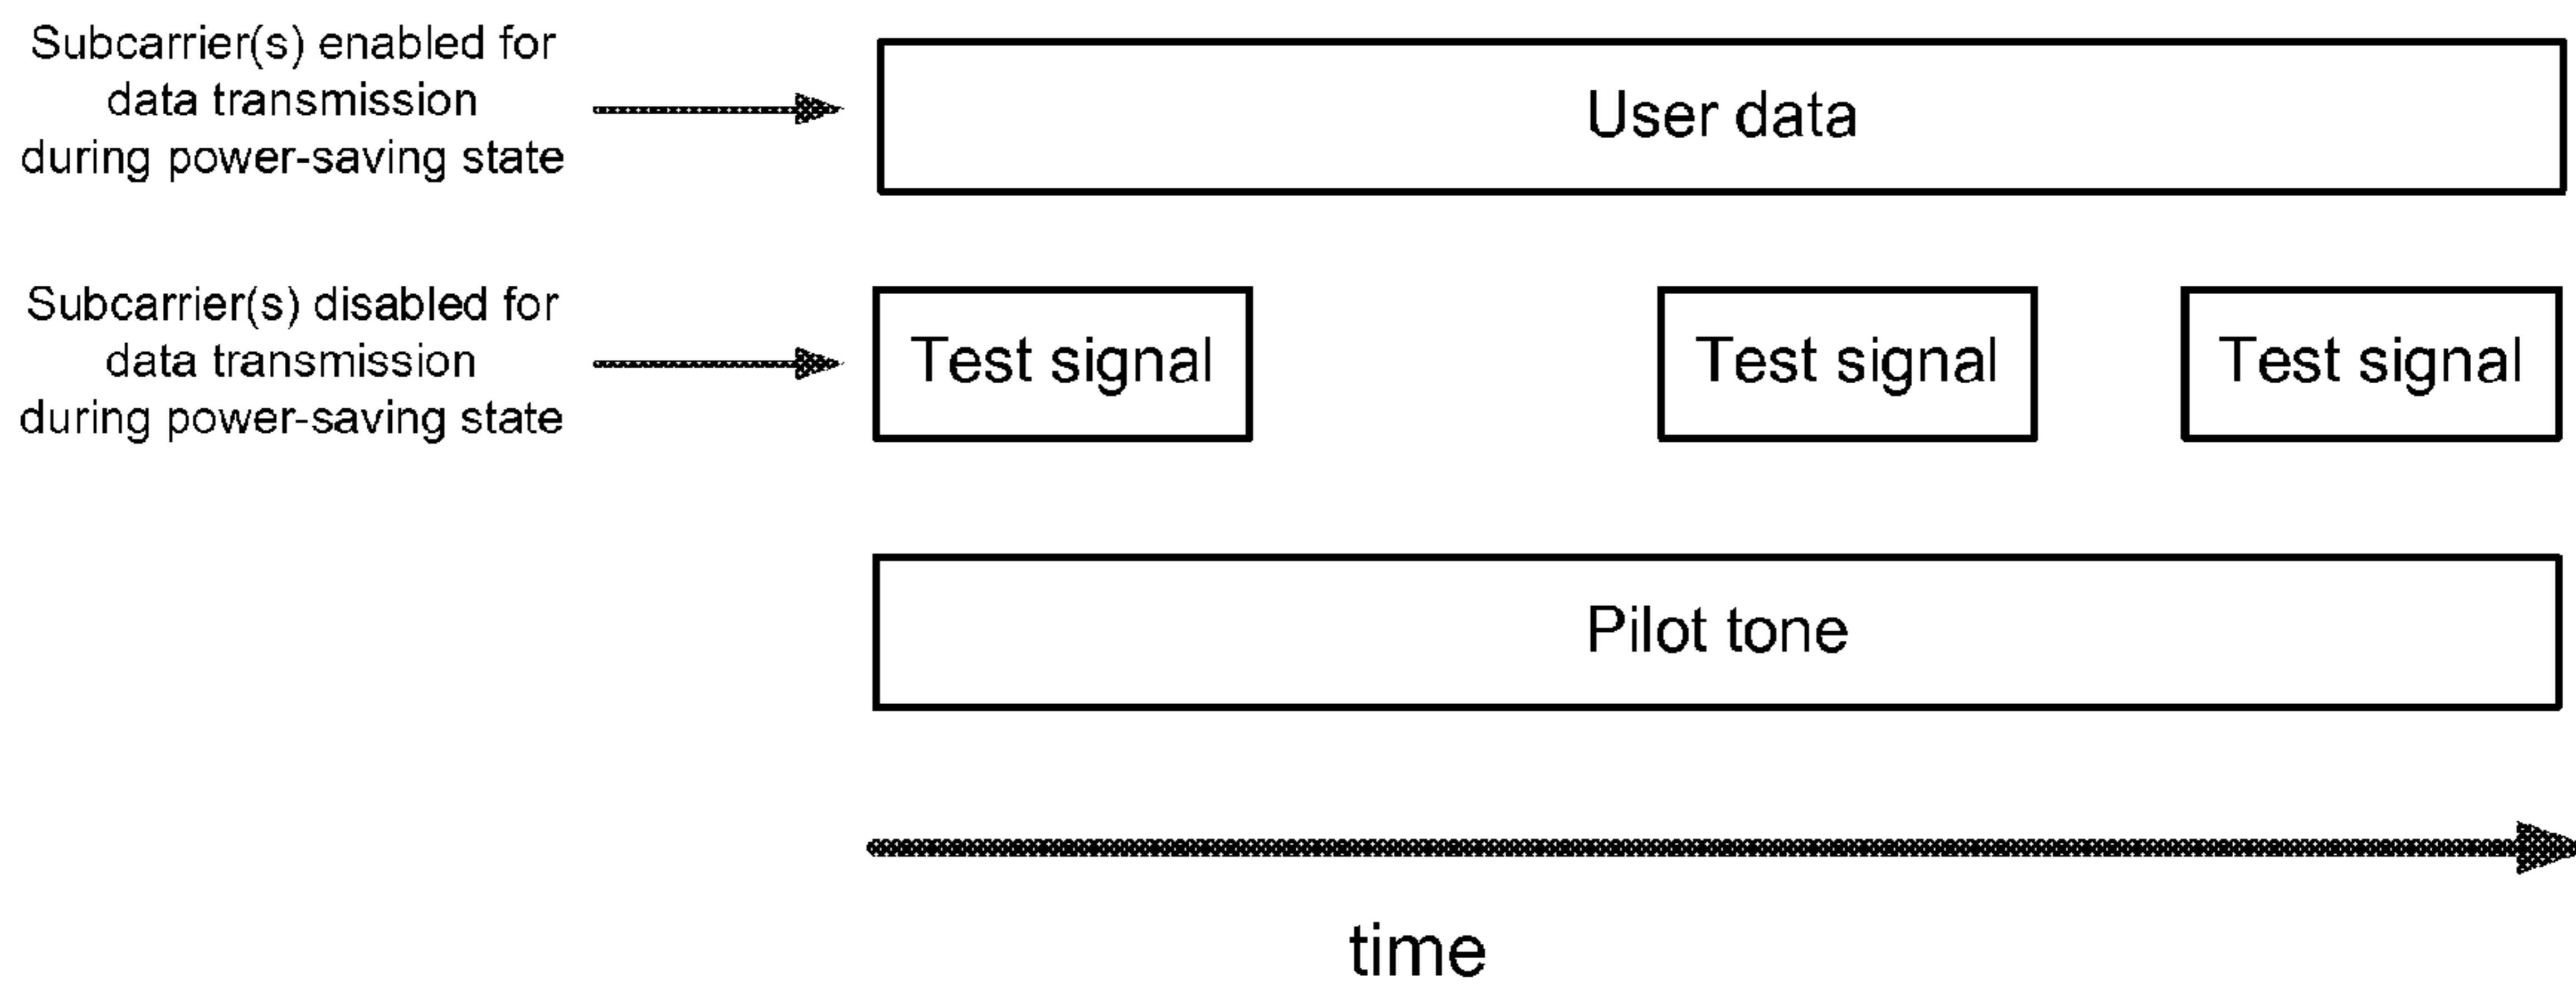 Subcarrier(s) enabled for
data transmission
during power-saving state
User data
Subcarrier(s) disabled for
data transmission
during power-saving state
Test signal
Test signal
Test signal
Pilot tone
time